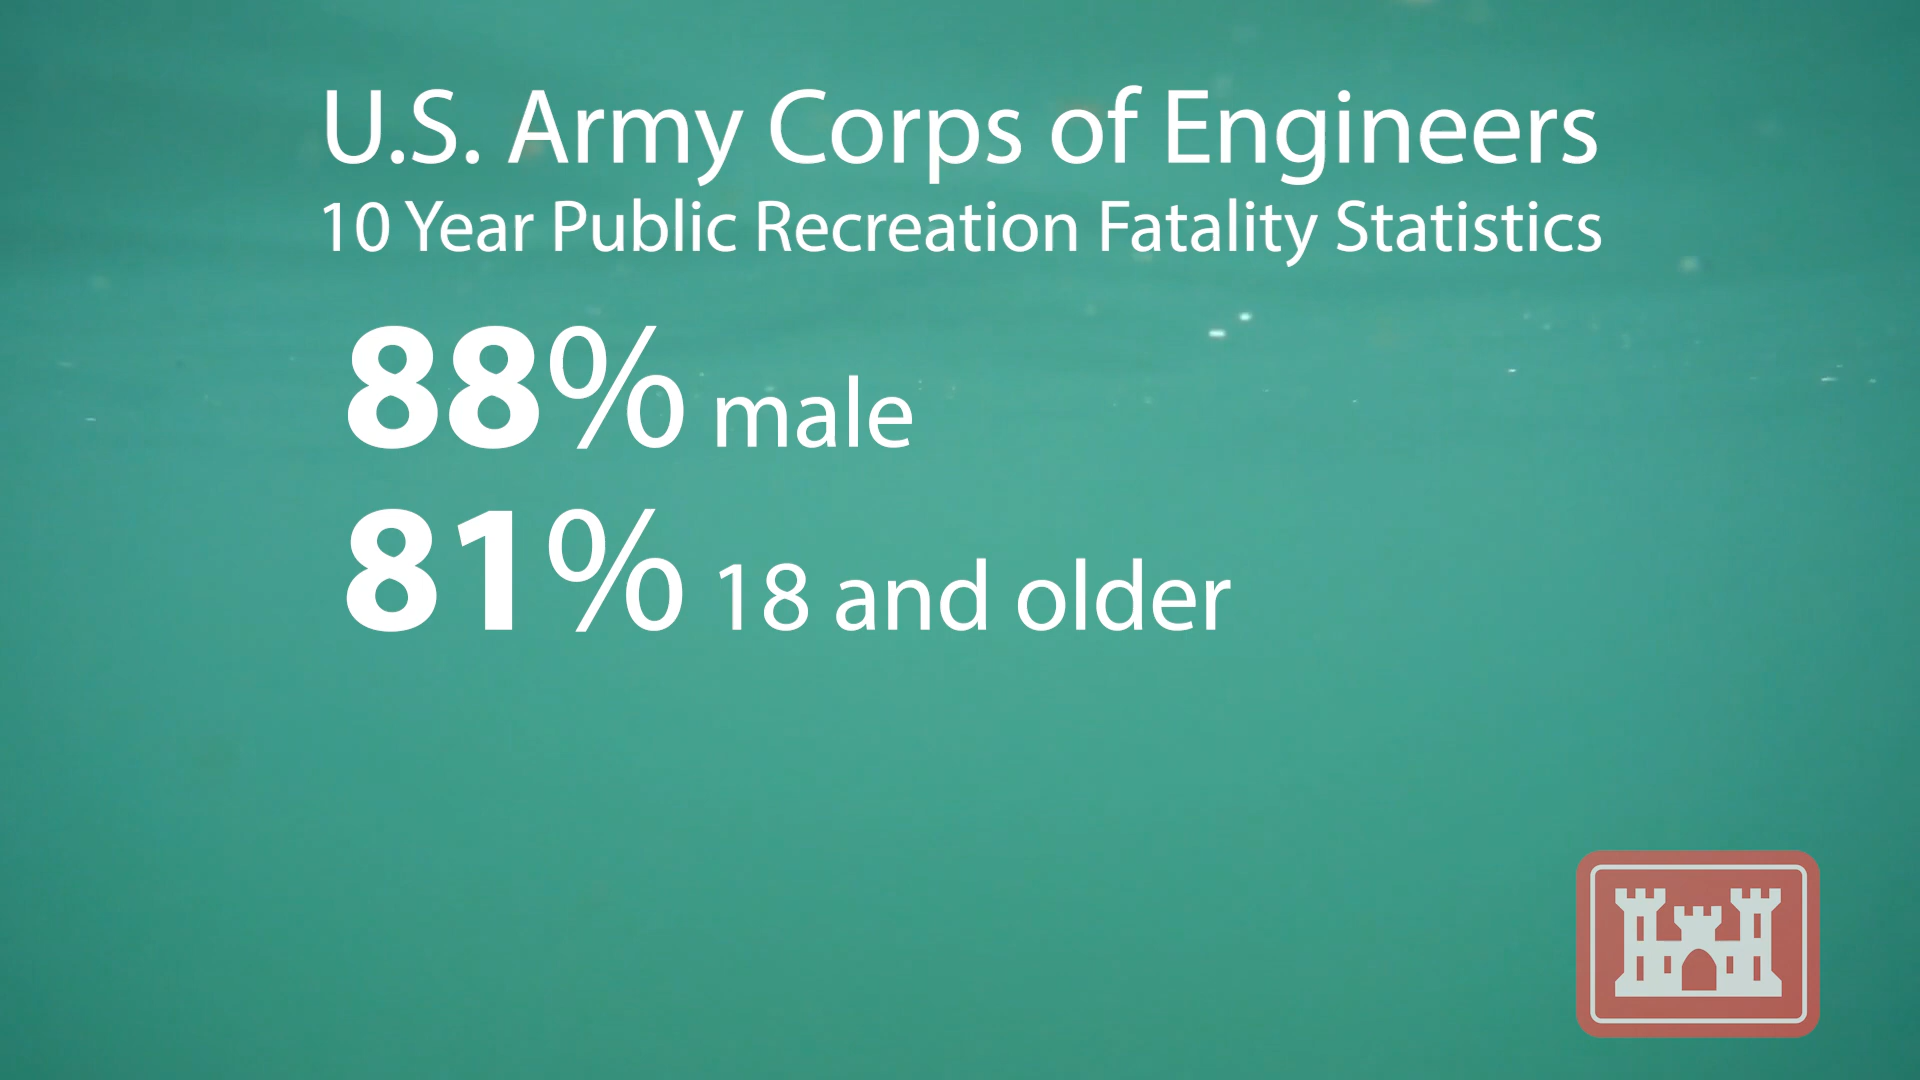 U.S. Army Corps of Engineers
10 Year Public Recreation Fatality Statistics
88% male
81% 18 and older